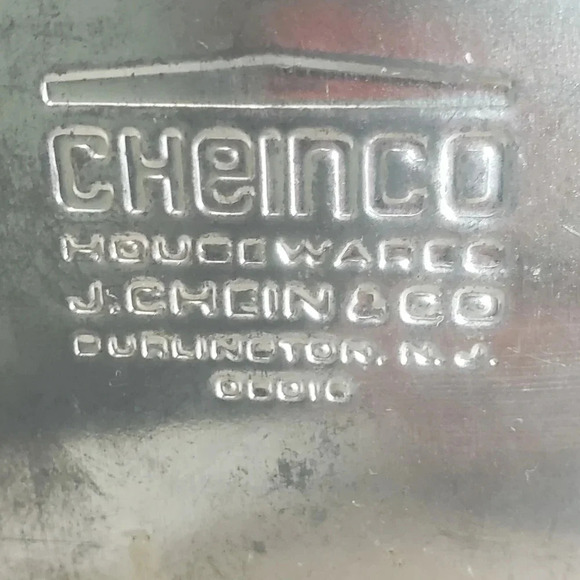 CHeINCO
HOUSEWARES
J. CHEIN & CO
BURLINGTON, N. J.
08016